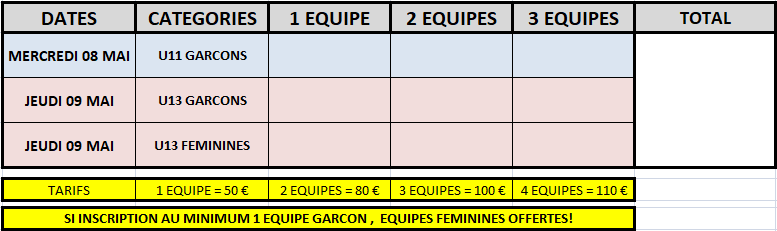 DATES CATEGORIES 1 EQUIPE 2 EQUIPES 3 EQUIPES TOTAL
MERCREDI 08 MAI U11 GARCONS
JEUDI 09 MAI U13 GARCONS
JEUDI 09 MAI U13 FEMININES
TARIFS 1 EQUIPE = 50 € 2 EQUIPES = 80 € 3 EQUIPES = 100 € 4 EQUIPES = 110 €
SI INSCRIPTION AU MINIMUM 1 EQUIPE GARCON , EQUIPES FEMININES OFFERTES!